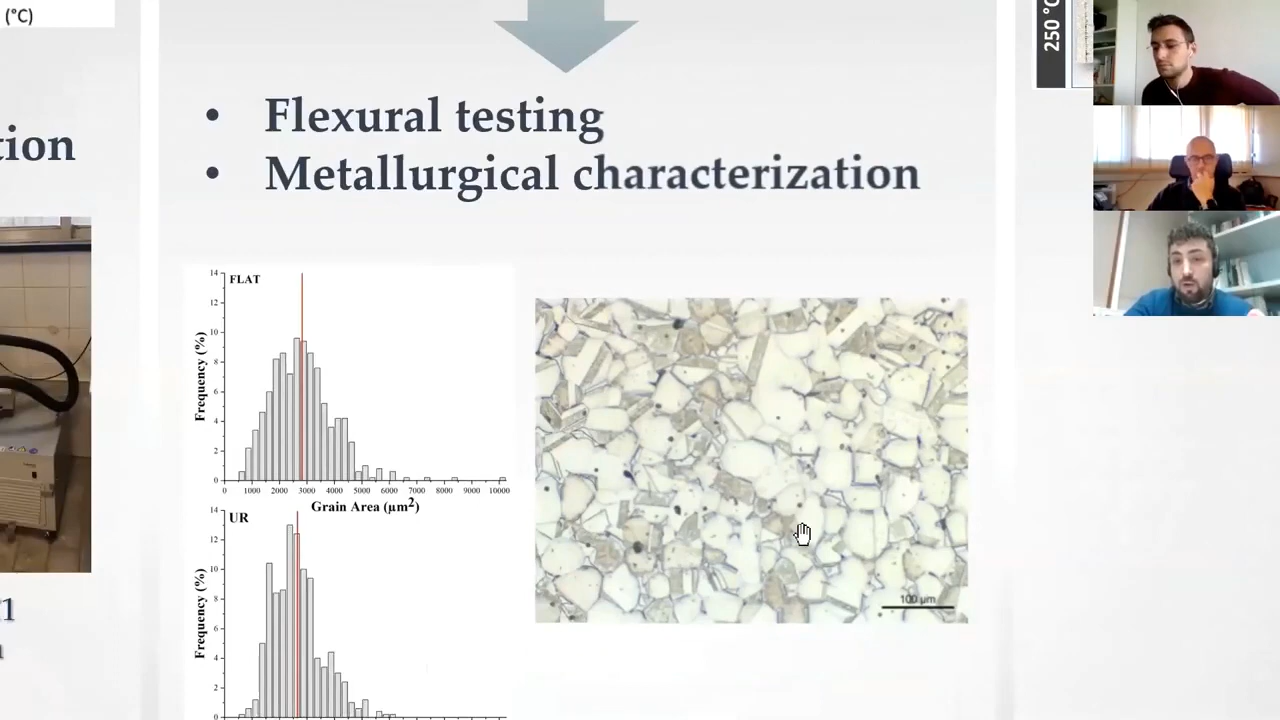 (°C)
250 °C
tion
• Flexural testing
• Metallurgical characterization
FLAT
Frequency (%)
14
12
10
8
6
4
2
0
0 1000 2000 3000 4000 5000 6000 7000 8000 9000 10000
Grain Area (µm²)
UR
Frequency (%)
14
12
10
8
6
4
2
0
100 µm
1